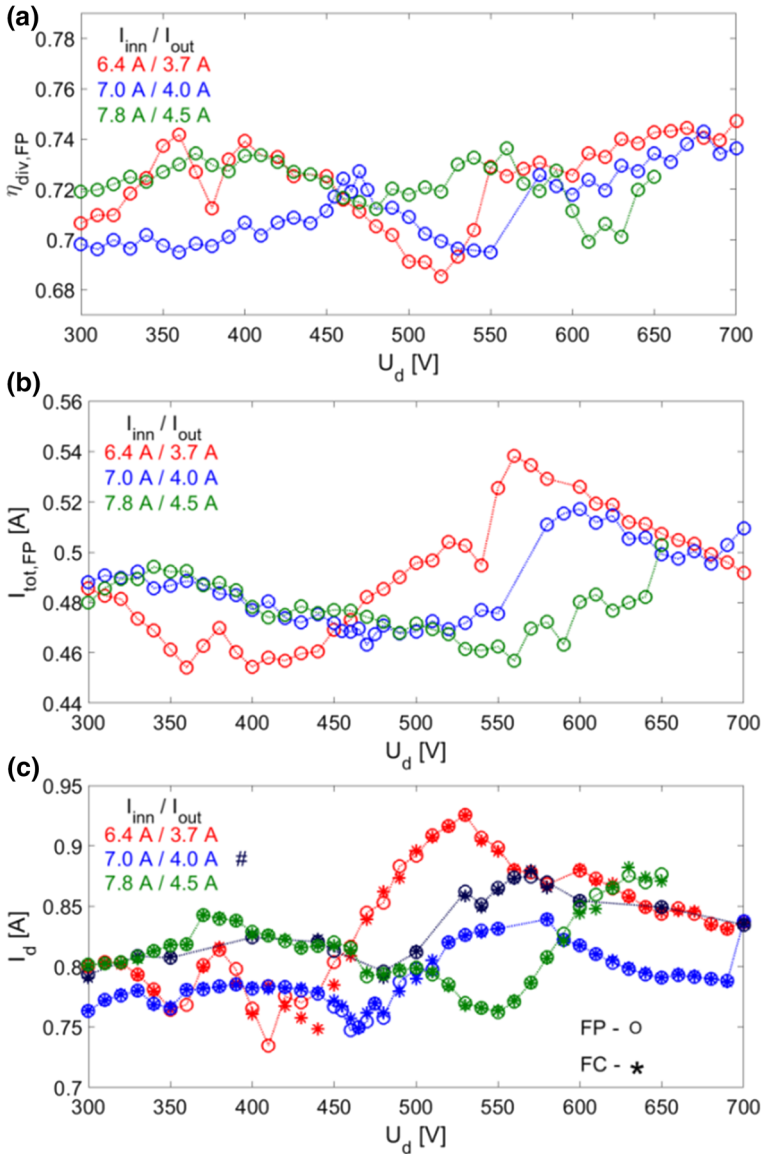 (a)
I_inn / I_out
6.4 A / 3.7 A
7.0 A / 4.0 A
7.8 A / 4.5 A
η_div,FP
0.78
0.76
0.74
0.72
0.7
0.68
300 350 400 450 500 550 600 650 700
U_d [V]
(b)
I_inn / I_out
6.4 A / 3.7 A
7.0 A / 4.0 A
7.8 A / 4.5 A
I_tot,FP [A]
0.56
0.54
0.52
0.5
0.48
0.46
0.44
300 350 400 450 500 550 600 650 700
U_d [V]
(c)
I_inn / I_out
6.4 A / 3.7 A
7.0 A / 4.0 A #
7.8 A / 4.5 A
I_d [A]
0.95
0.9
0.85
0.8
0.75
0.7
FP - o
FC - *
300 350 400 450 500 550 600 650 700
U_d [V]